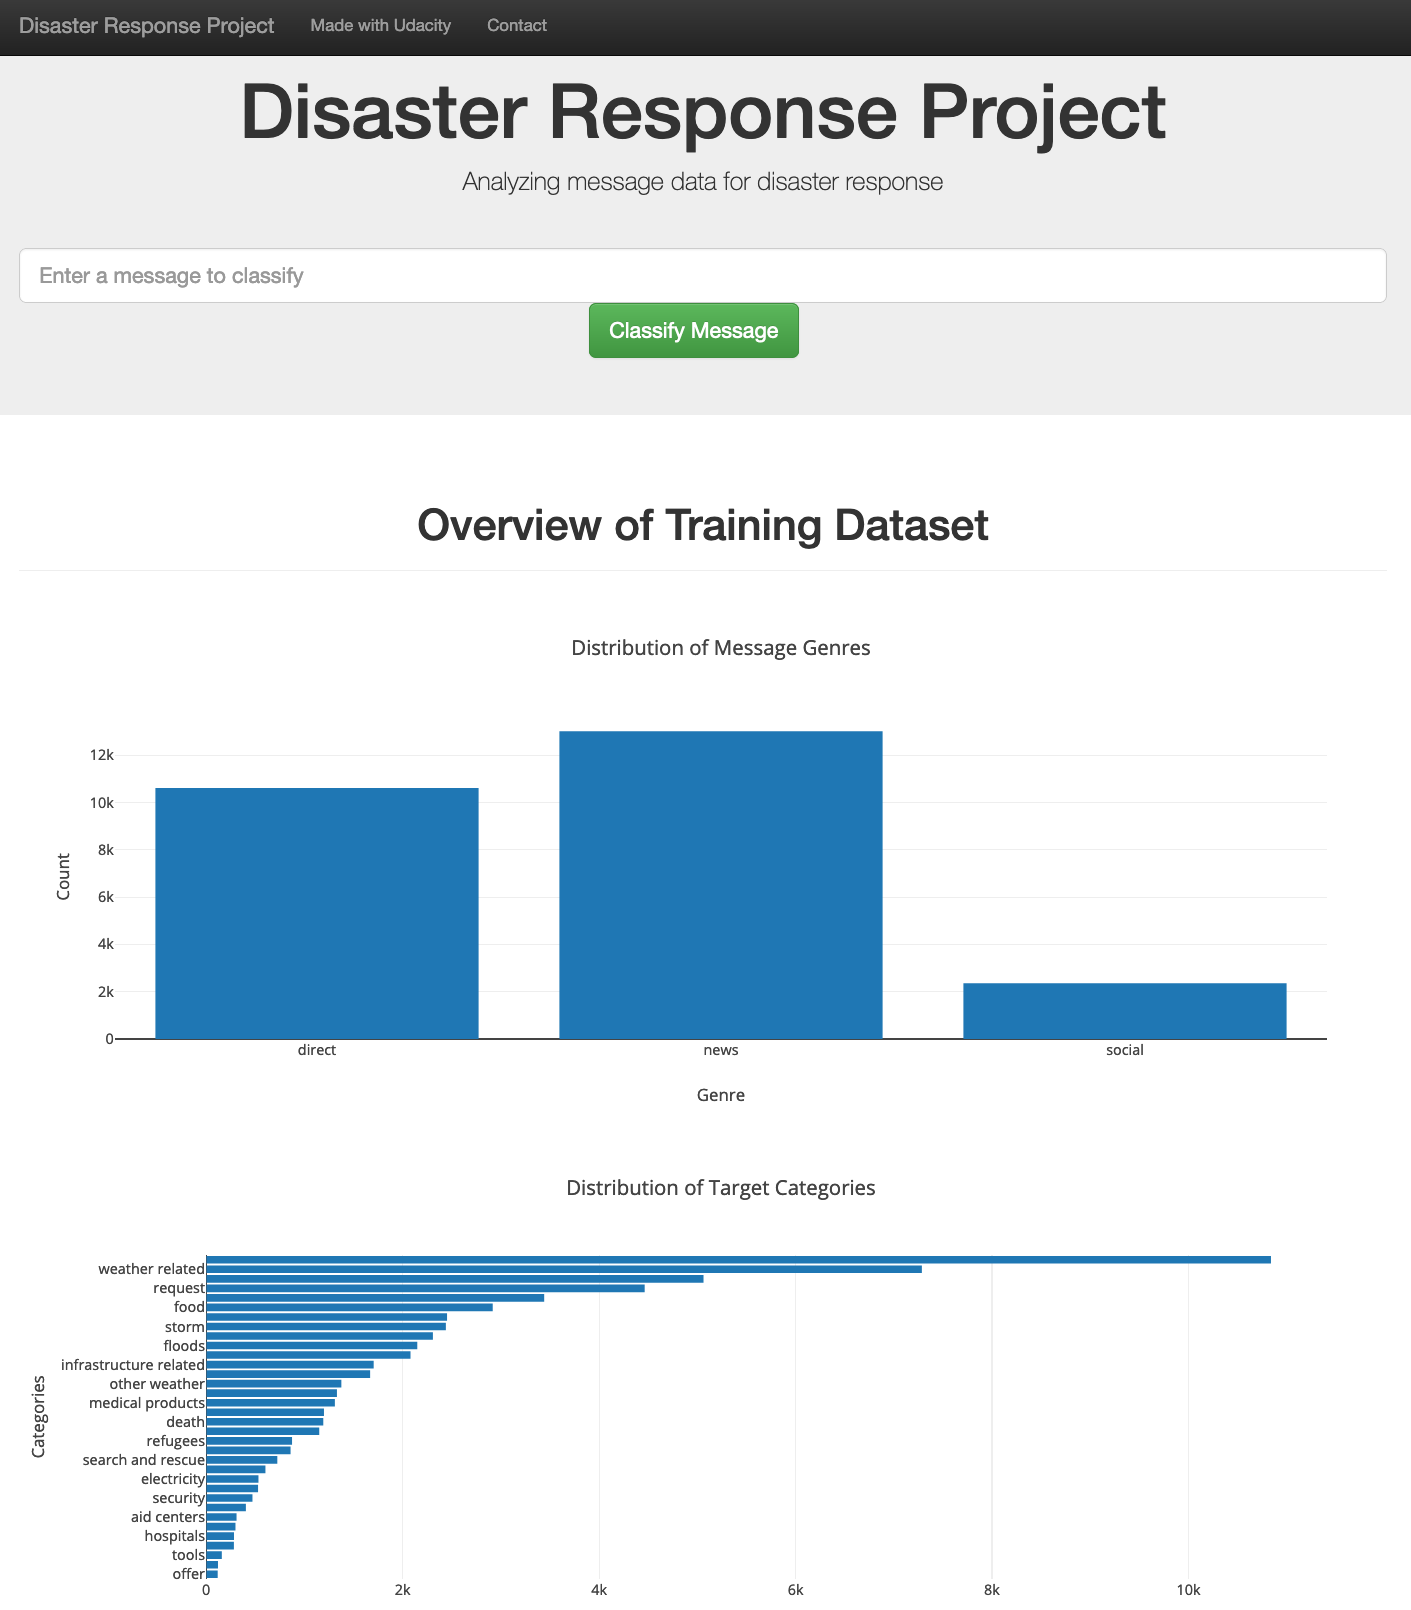 Disaster Response Project Made with Udacity Contact
Disaster Response Project
Analyzing message data for disaster response
Enter a message to classify
Classify Message
Overview of Training Dataset
Distribution of Message Genres
12k
10k
8k
6k
4k
2k
0
Count
direct news social
Genre
Distribution of Target Categories
weather related
request
food
storm
floods
infrastructure related
other weather
medical products
death
refugees
search and rescue
electricity
security
aid centers
hospitals
tools
offer
Categories
0 2k 4k 6k 8k 10k